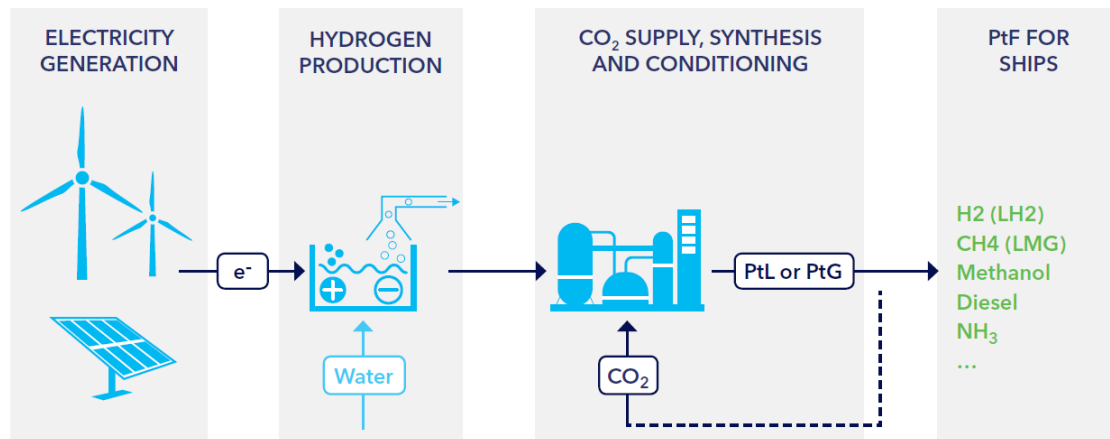 ELECTRICITY
GENERATION
HYDROGEN
PRODUCTION
CO₂ SUPPLY, SYNTHESIS
AND CONDITIONING
PtF FOR
SHIPS
e⁻
+
−
Water
CO₂
PtL or PtG
H2 (LH2)
CH4 (LMG)
Methanol
Diesel
NH₃
...